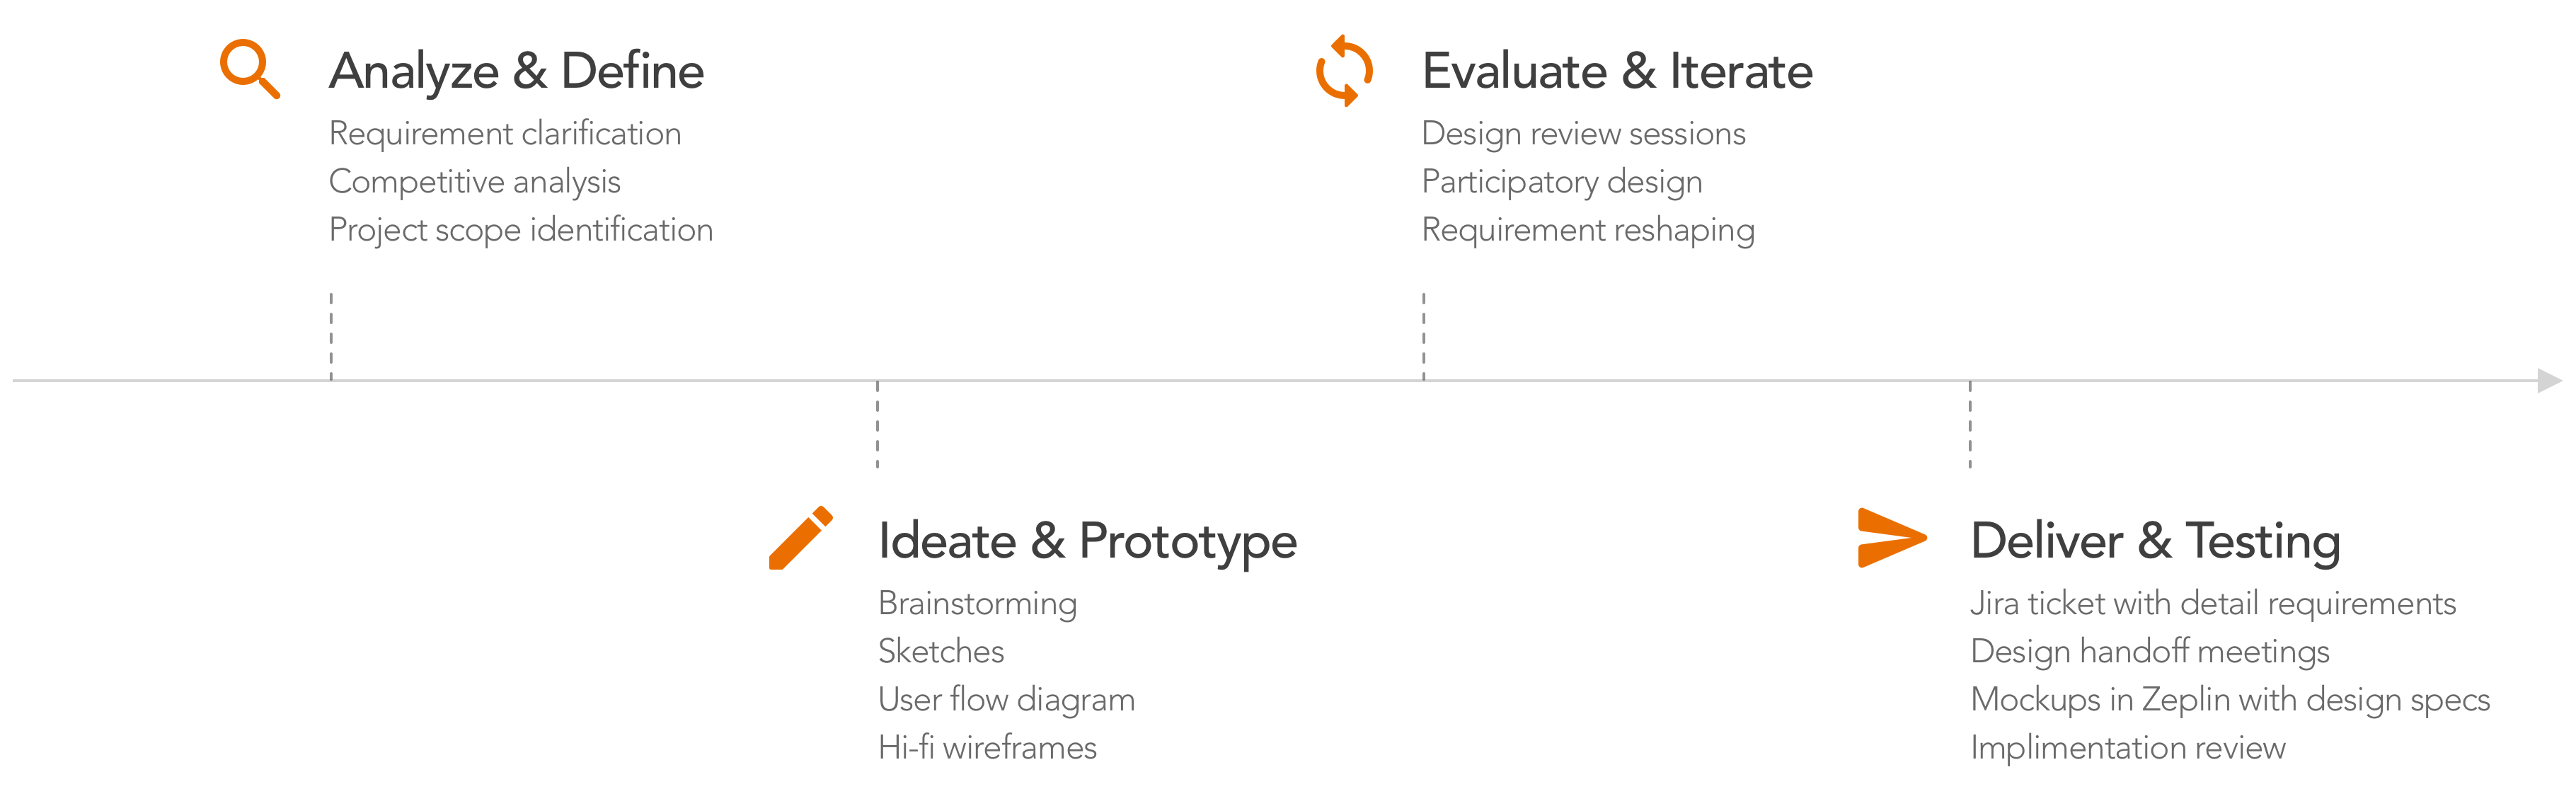 Analyze & Define
Requirement clarification
Competitive analysis
Project scope identification
Ideate & Prototype
Brainstorming
Sketches
User flow diagram
Hi-fi wireframes
Evaluate & Iterate
Design review sessions
Participatory design
Requirement reshaping
Deliver & Testing
Jira ticket with detail requirements
Design handoff meetings
Mockups in Zeplin with design specs
Implimentation review